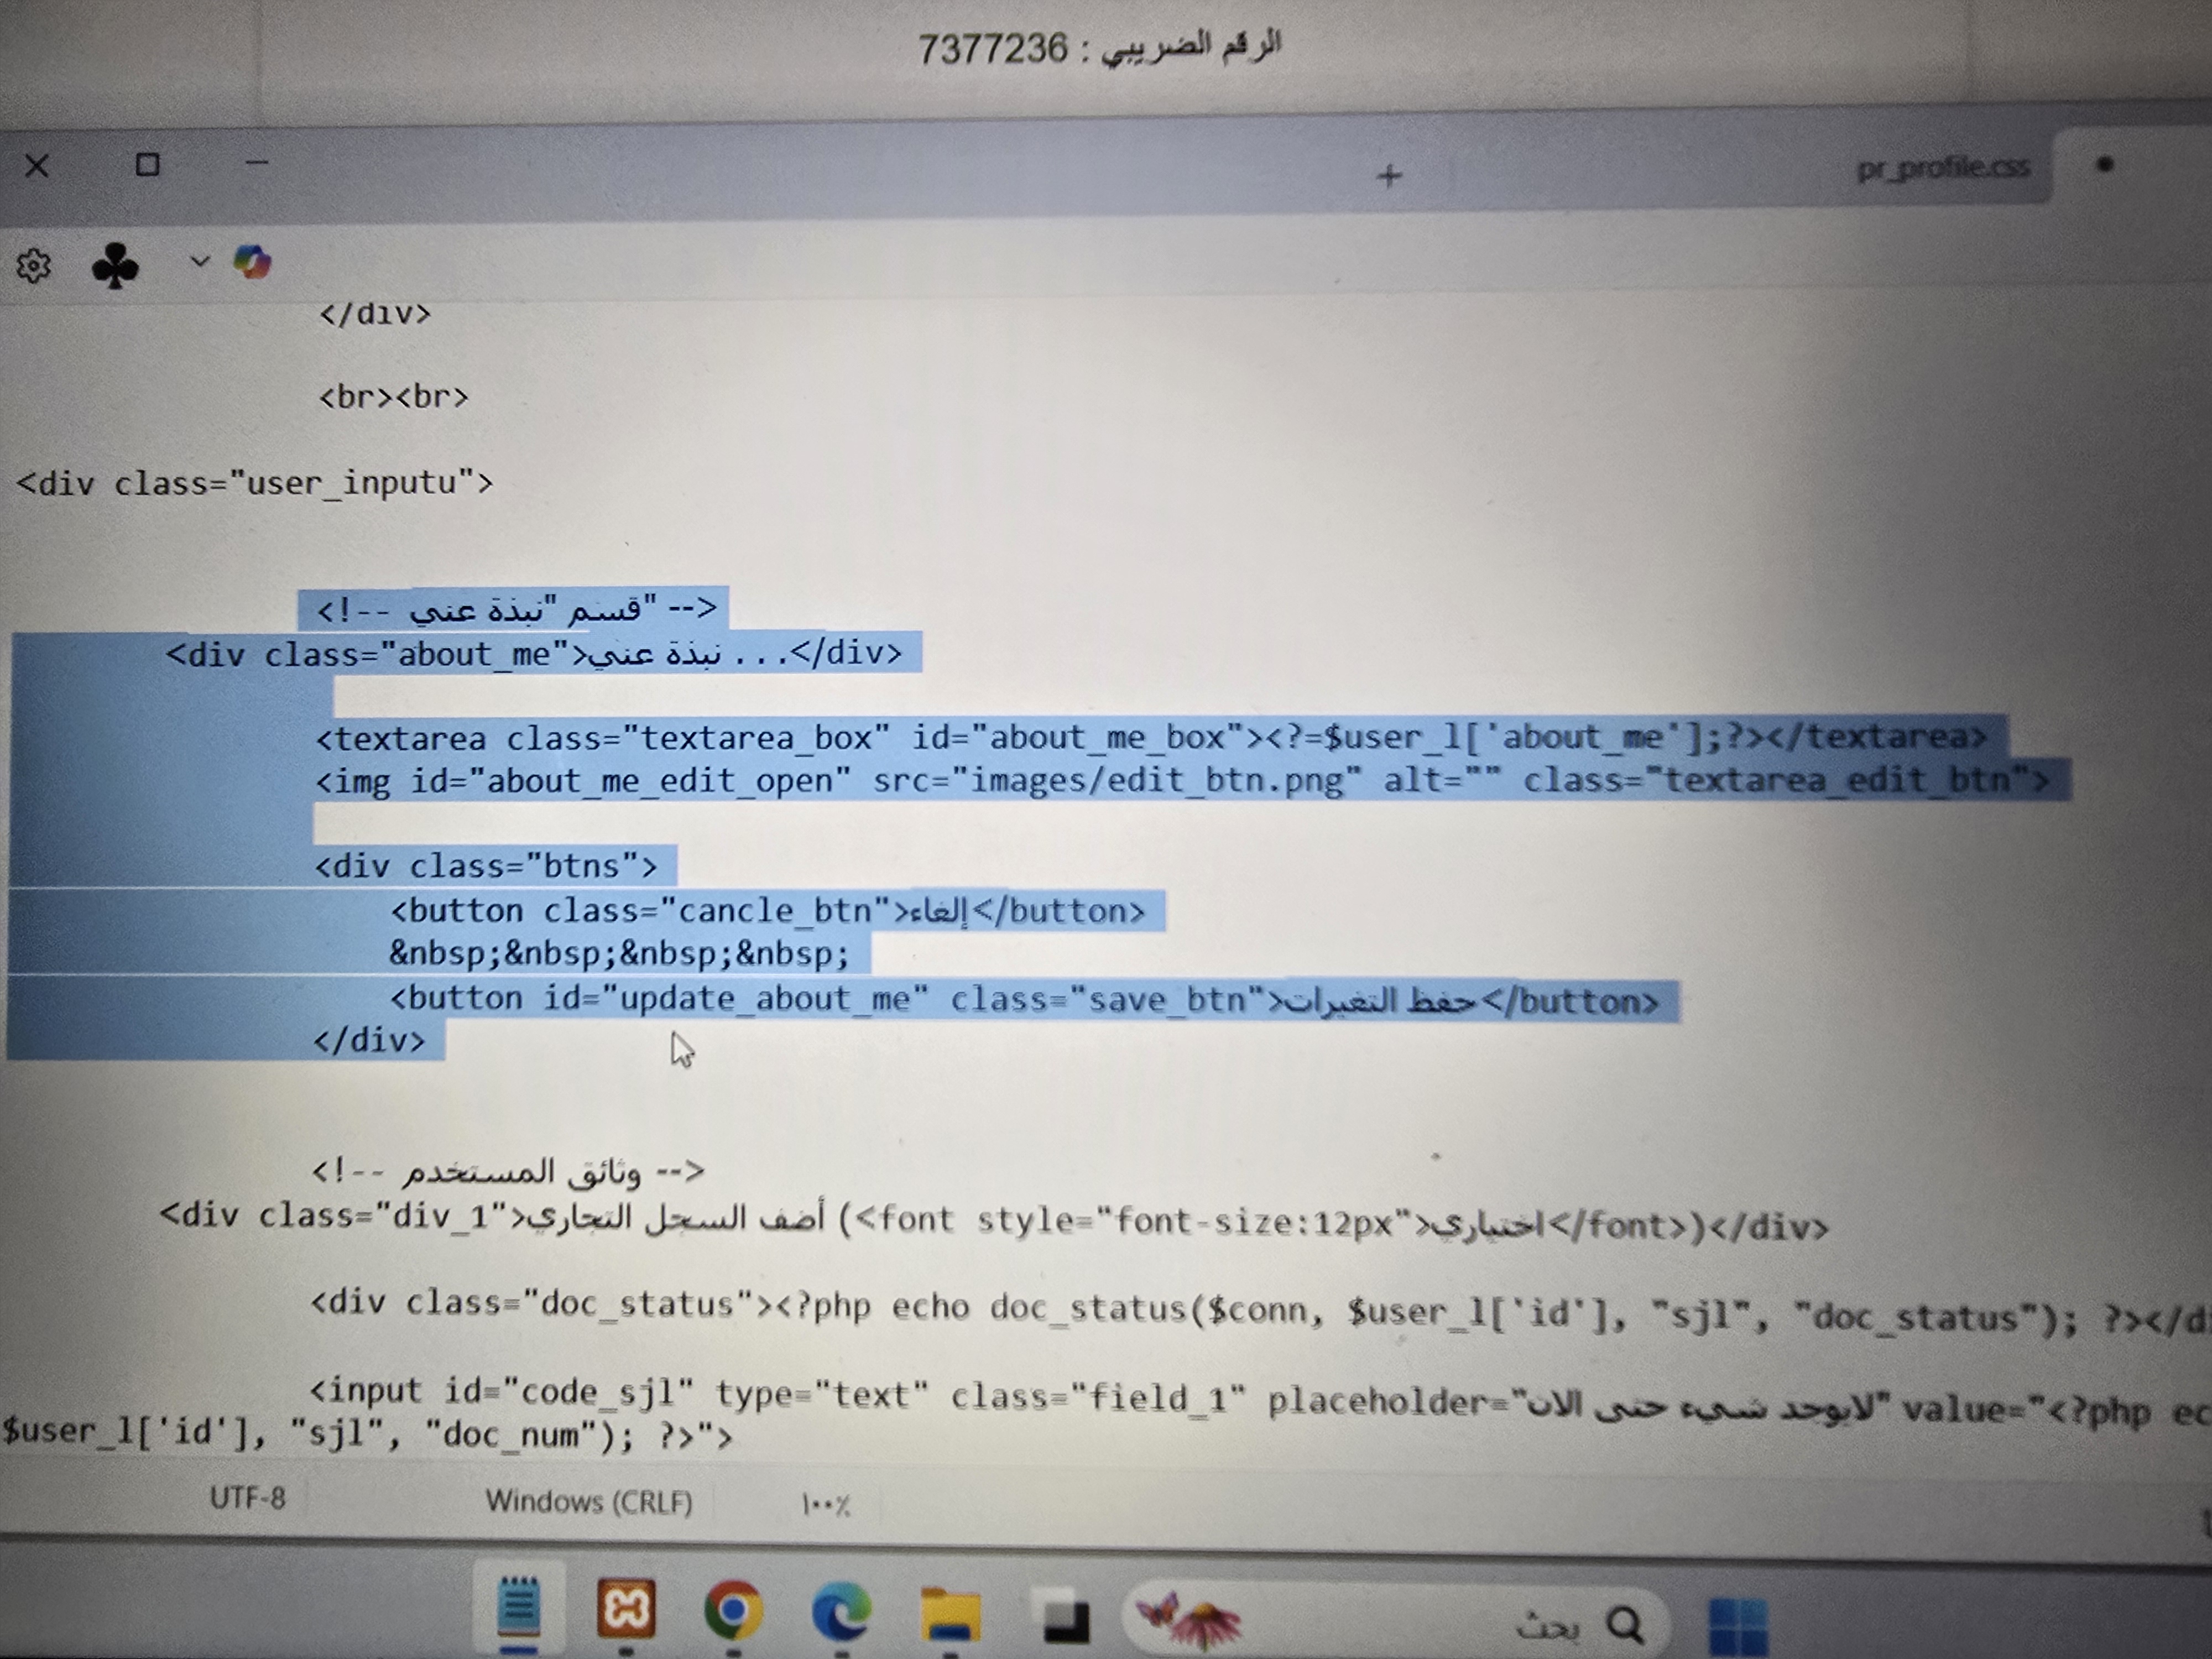 الرقم الضريبي : 7377236
pr_profile.css
</div>
<br><br>
<div class="user_inputu">
<!-- قسم "نبذة عني" -->
<div class="about_me">نبذة عني ...</div>
<textarea class="textarea_box" id="about_me_box"><?=$user_l['about_me'];?></textarea>
<img id="about_me_edit_open" src="images/edit_btn.png" alt="" class="textarea_edit_btn">
<div class="btns">
<button class="cancle_btn">إلغاء</button>
&nbsp;&nbsp;&nbsp;&nbsp;
<button id="update_about_me" class="save_btn">حفظ التغيرات</button>
</div>
<!-- وثائق المستخدم -->
<div class="div_1">أضف السجل التجاري (<font style="font-size:12px">اختياري</font>)</div>
<div class="doc_status"><?php echo doc_status($conn, $user_l['id'], "sjl", "doc_status"); ?></d
<input id="code_sjl" type="text" class="field_1" placeholder="لايوجد شيء حتى الان" value="<?php ec
$user_l['id'], "sjl", "doc_num"); ?>">
UTF-8
Windows (CRLF)
١٠٠٪
بحث